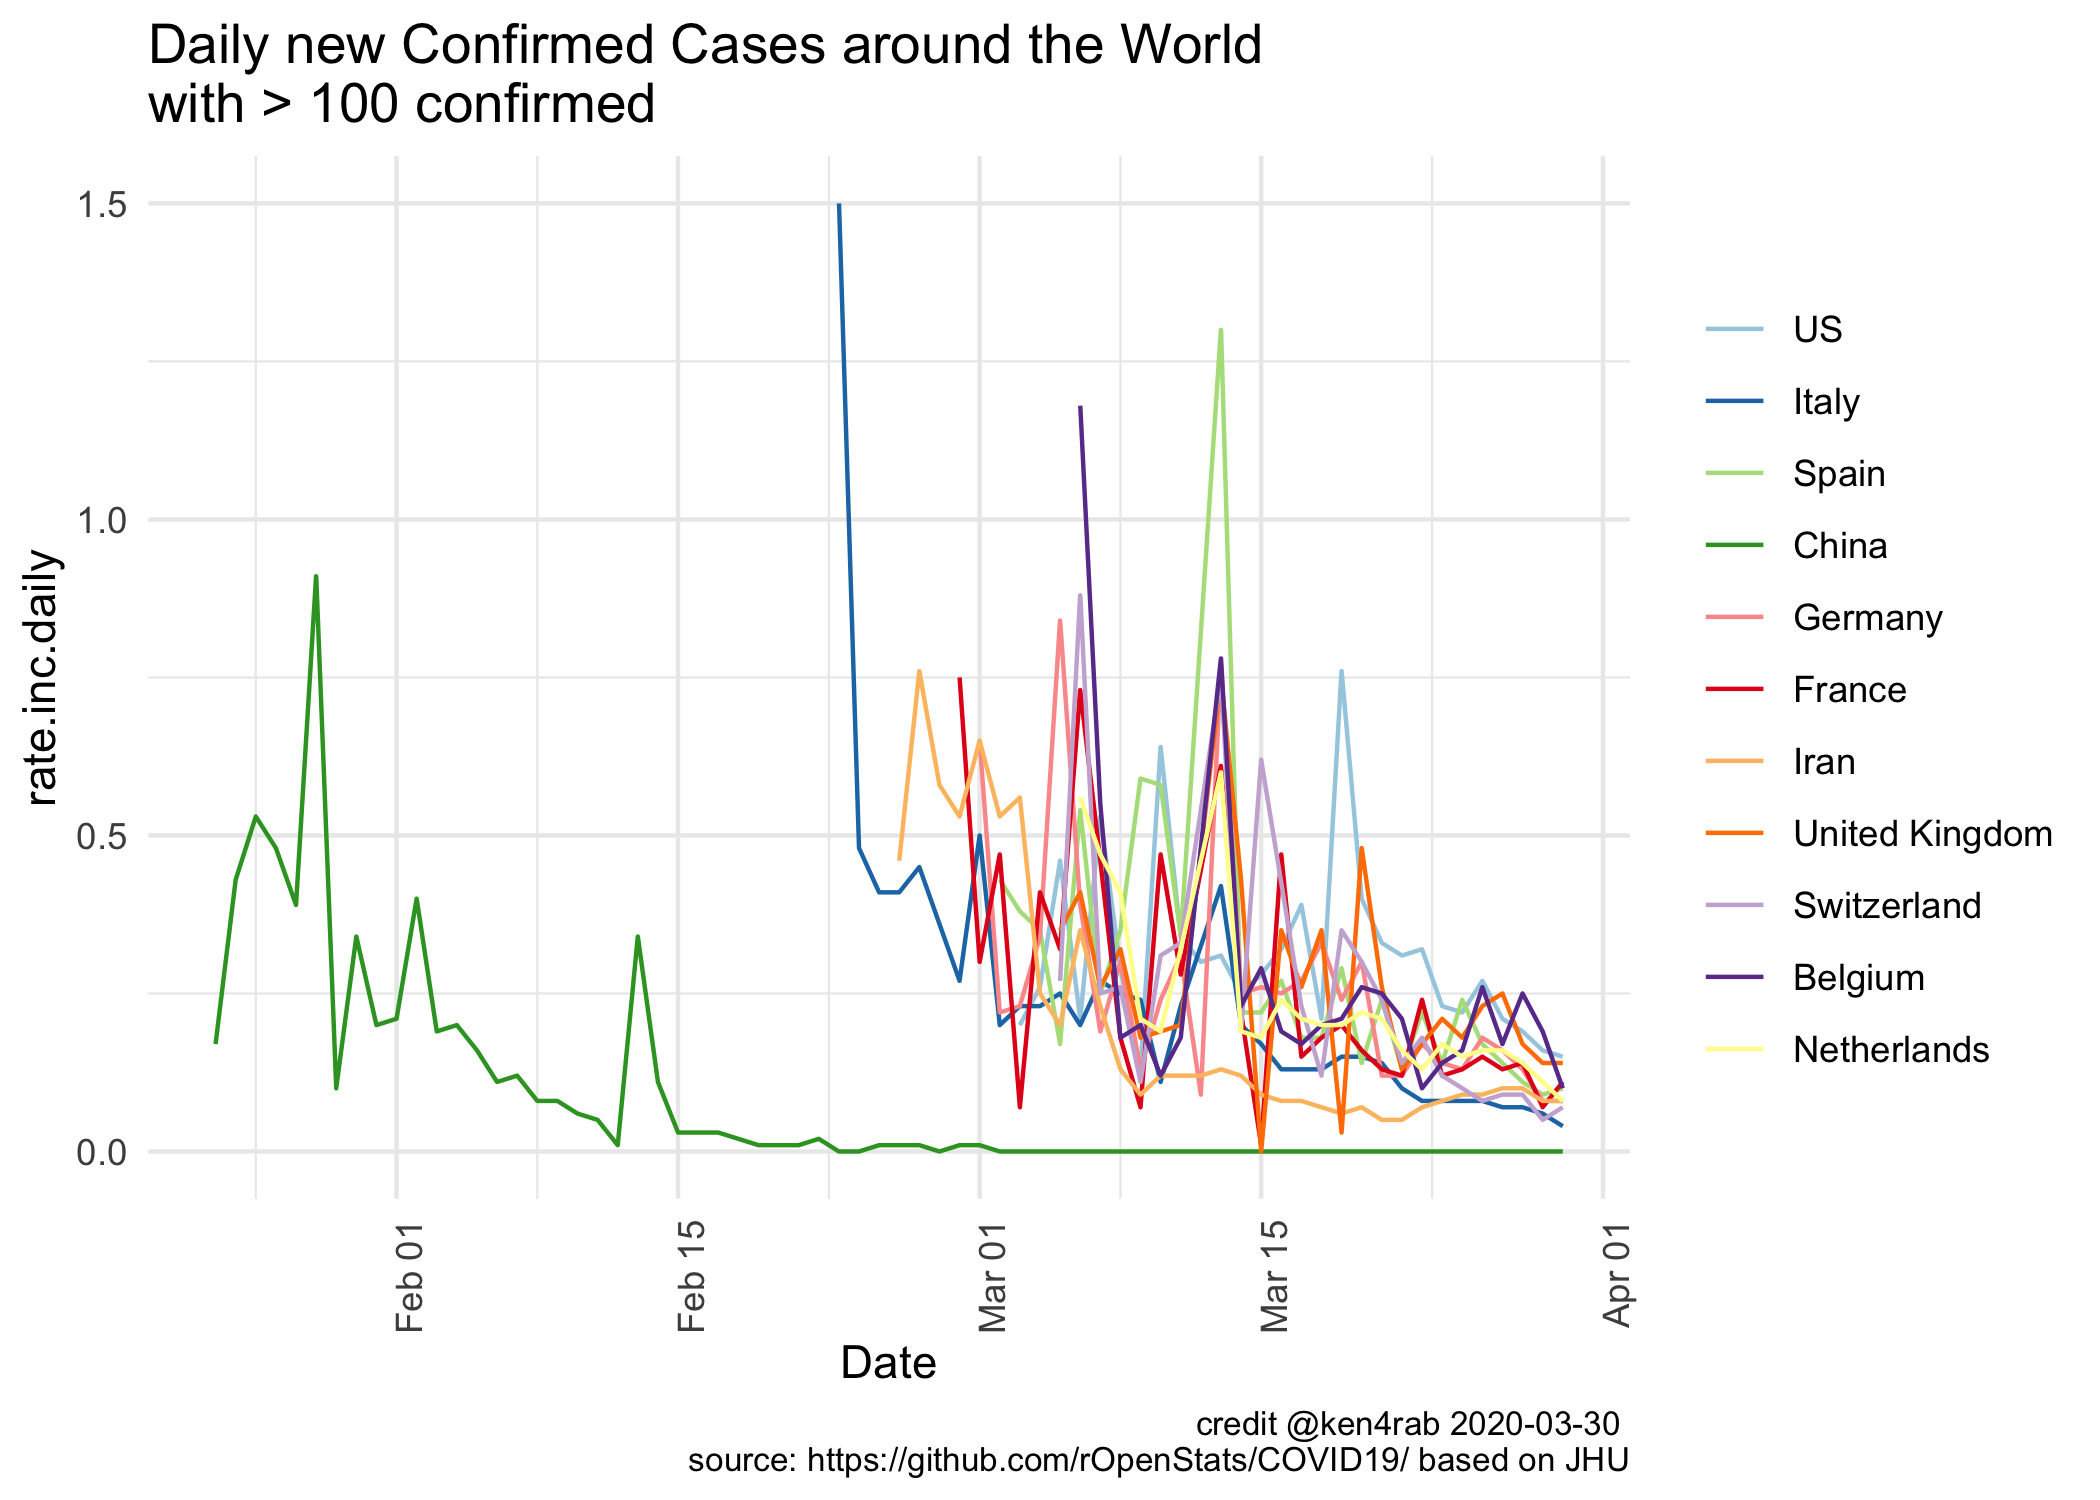 Daily new Confirmed Cases around the World
with > 100 confirmed
rate.inc.daily
1.5
1.0
0.5
0.0
Feb 01
Feb 15
Mar 01
Mar 15
Apr 01
Date
US
Italy
Spain
China
Germany
France
Iran
United Kingdom
Switzerland
Belgium
Netherlands
credit @ken4rab 2020-03-30
source: https://github.com/rOpenStats/COVID19/ based on JHU